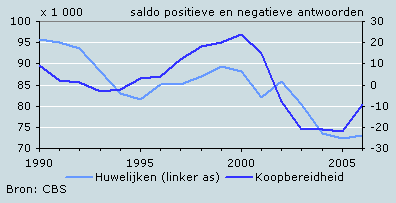 x 1 000 saldo positieve en negatieve antwoorden
100 30
95 20
90 10
85 0
80 -10
75 -20
70 -30
1990 1995 2000 2005
Huwelijken (linker as) Koopbereidheid
Bron: CBS